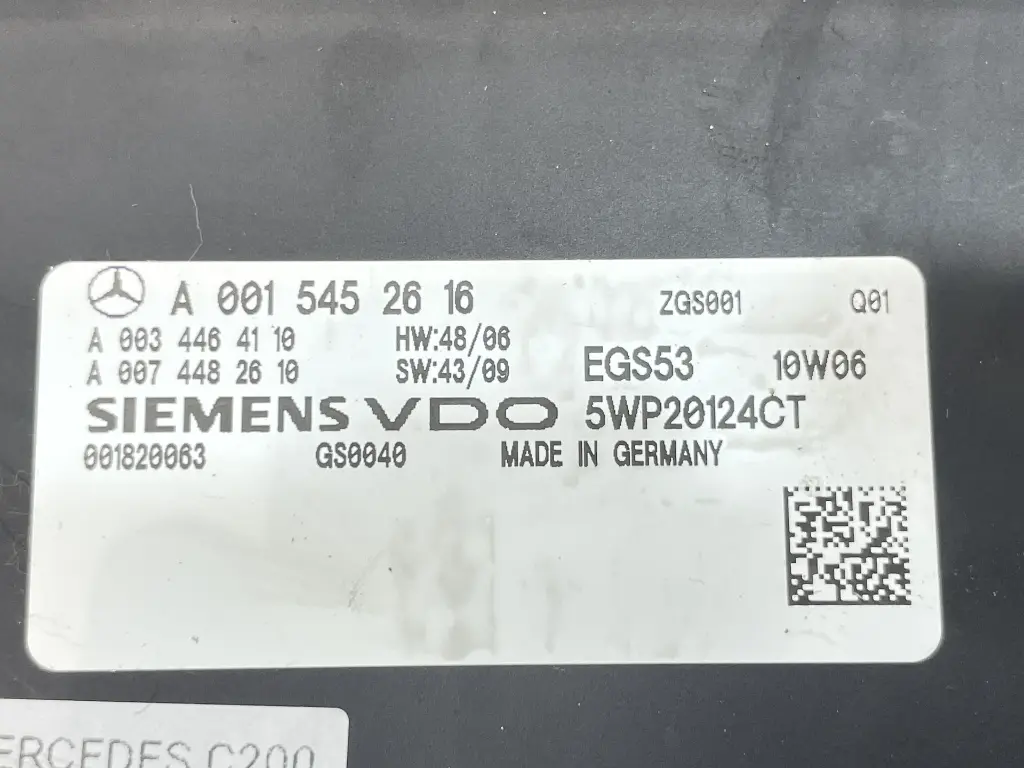 A 001 545 26 16 ZGS001 Q01
A 003 446 41 10 HW:48/06
A 007 448 26 10 SW:43/09 EGS53 10W06
SIEMENS VDO 5WP20124CT
001820063 GS0040 MADE IN GERMANY
C200